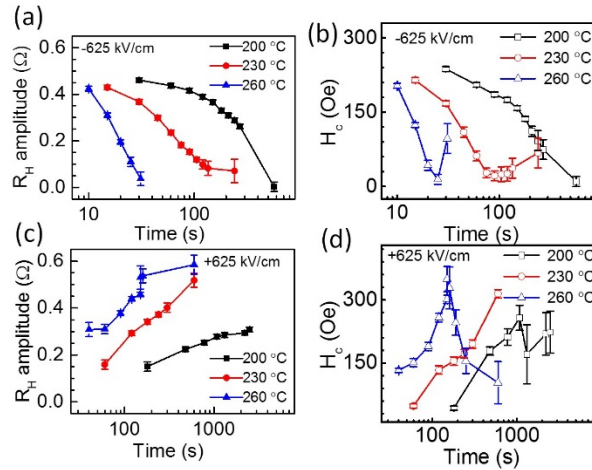 (a)
-625 kV/cm
200 °C
230 °C
260 °C
R_H amplitude (Ω)
0.6
0.4
0.2
0.0
10
100
Time (s)
(b)
-625 kV/cm
200 °C
230 °C
260 °C
H_c (Oe)
300
150
0
10
100
Time (s)
(c)
+625 kV/cm
200 °C
230 °C
260 °C
R_H amplitude (Ω)
0.6
0.4
0.2
0.0
100
1000
Time (s)
(d)
+625 kV/cm
200 °C
230 °C
260 °C
H_c (Oe)
300
150
100
1000
Time (s)